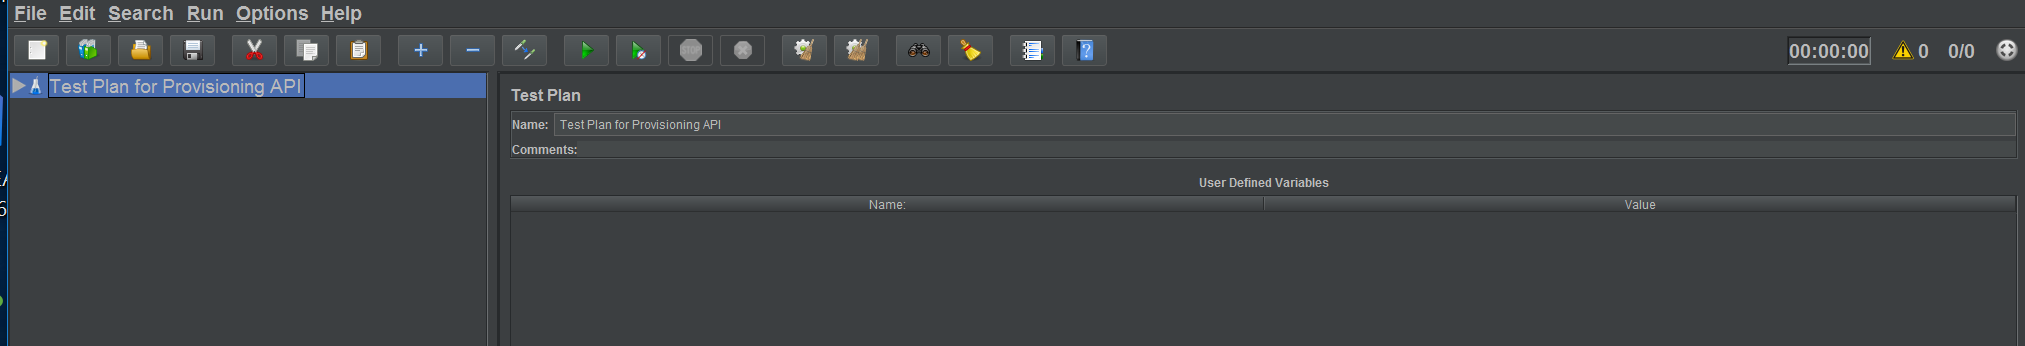 File Edit Search Run Options Help
STOP
00:00:00 0 0/0
Test Plan for Provisioning API
Test Plan
Name: Test Plan for Provisioning API
Comments:
User Defined Variables
Name: Value